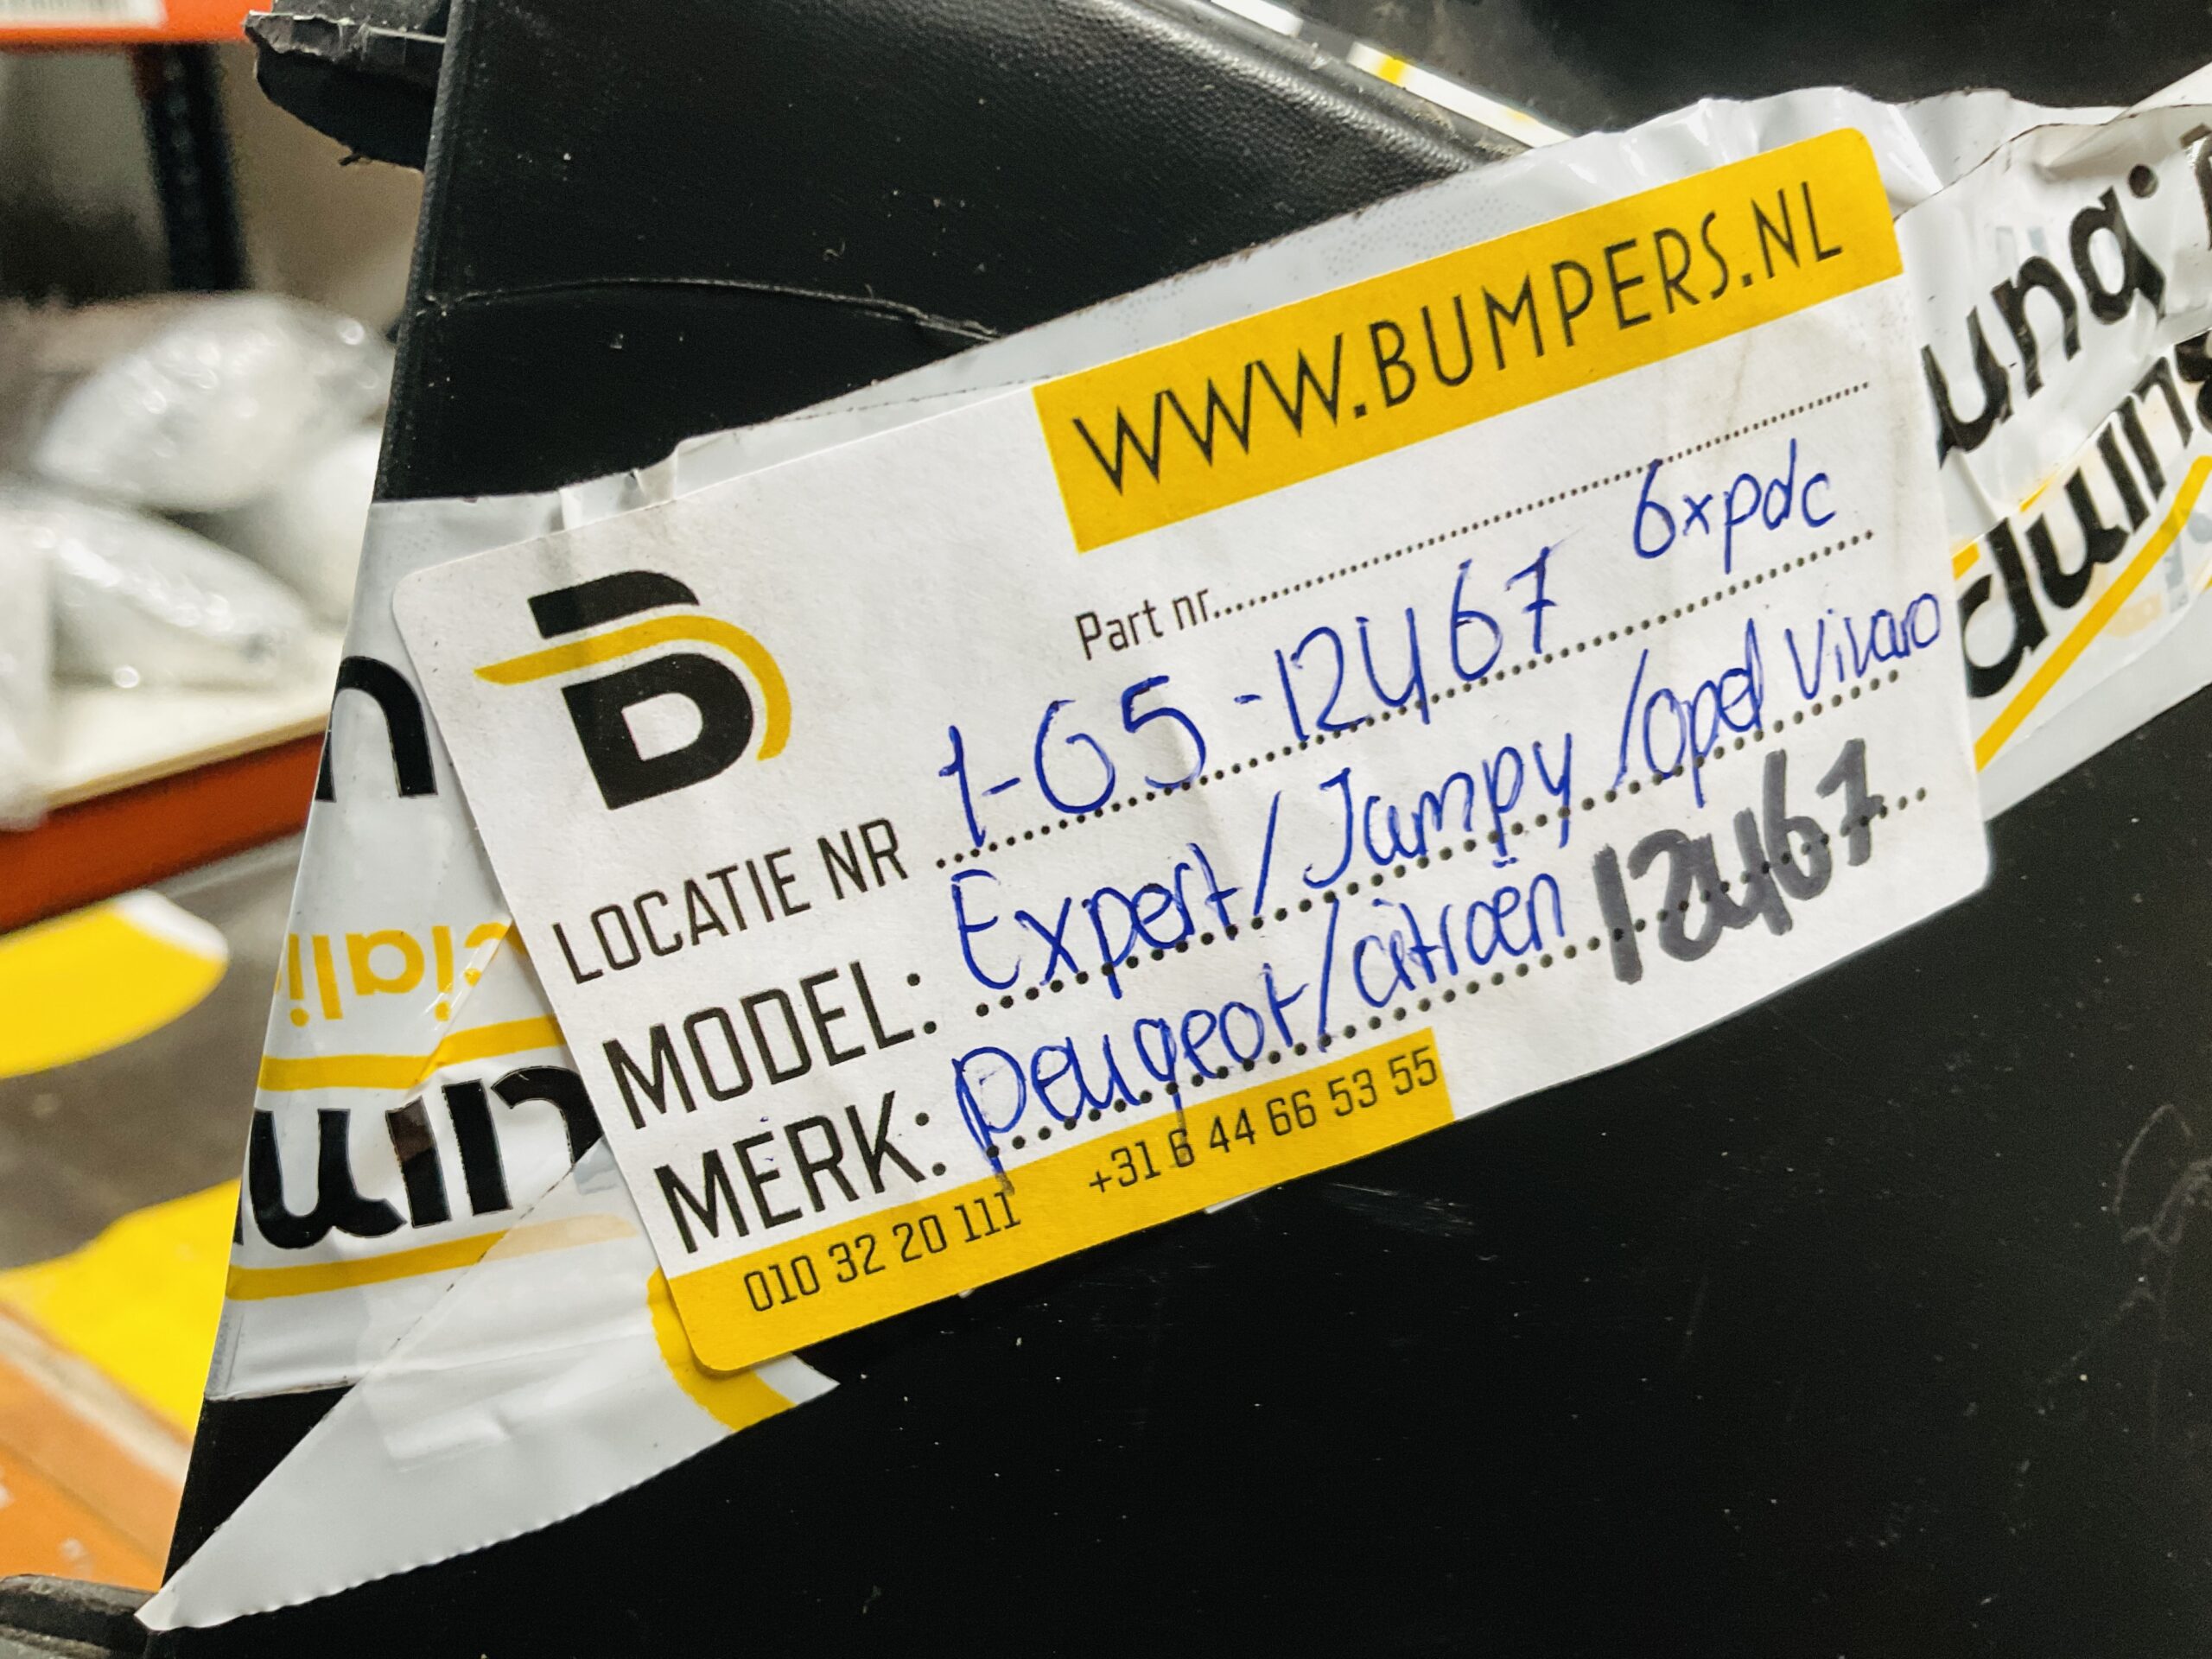 WWW.BUMPERS.NL
Part nr.
6xpdc
LOCATIE NR 1-G5-12467
MODEL: Expert/Jumpy/Opel Vivaro
MERK: peugeot/citroën 12467
010 32 20 111 +31 6 44 66 53 55